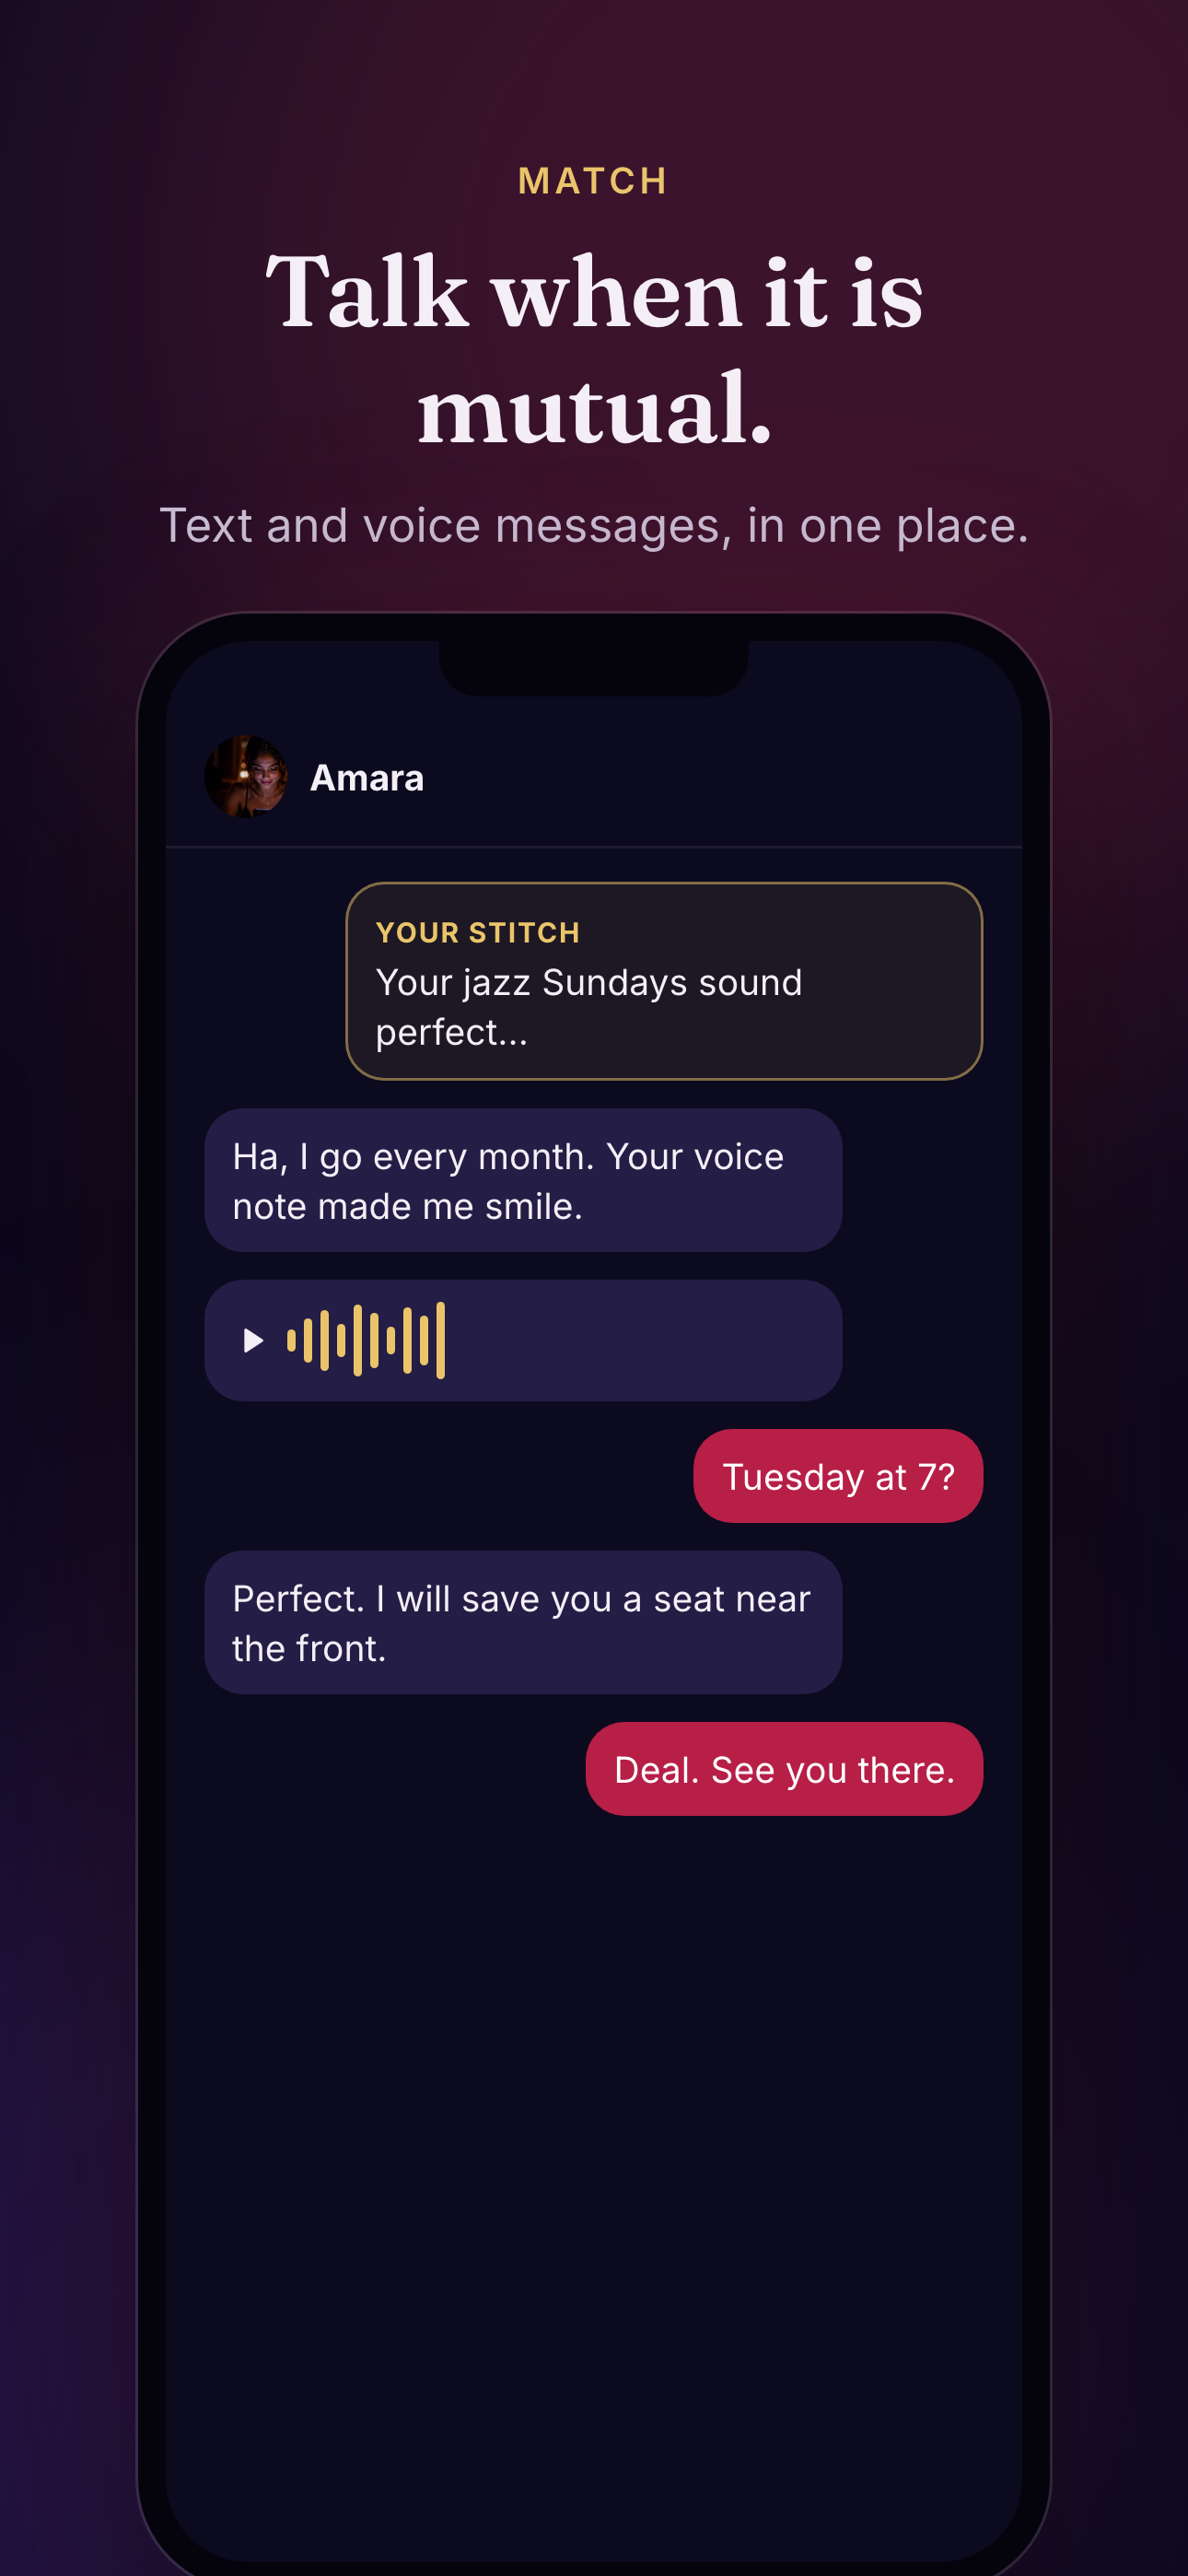 MATCH
Talk when it is
mutual.
Text and voice messages, in one place.
Amara
YOUR STITCH
Your jazz Sundays sound
perfect...
Ha, I go every month. Your voice
note made me smile.
Tuesday at 7?
Perfect. I will save you a seat near
the front.
Deal. See you there.